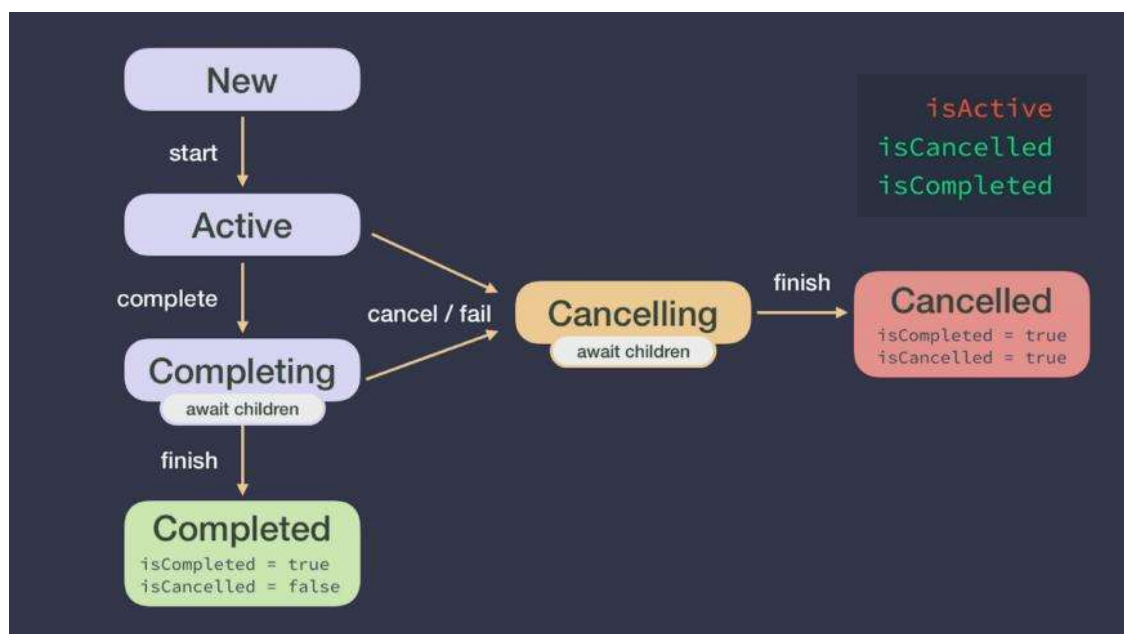 New
start
isActive
isCancelled
isCompleted
Active
complete
cancel / fail
Cancelling
await children
finish
Cancelled
isCompleted = true
isCancelled = true
Completing
await children
finish
Completed
isCompleted = true
isCancelled = false